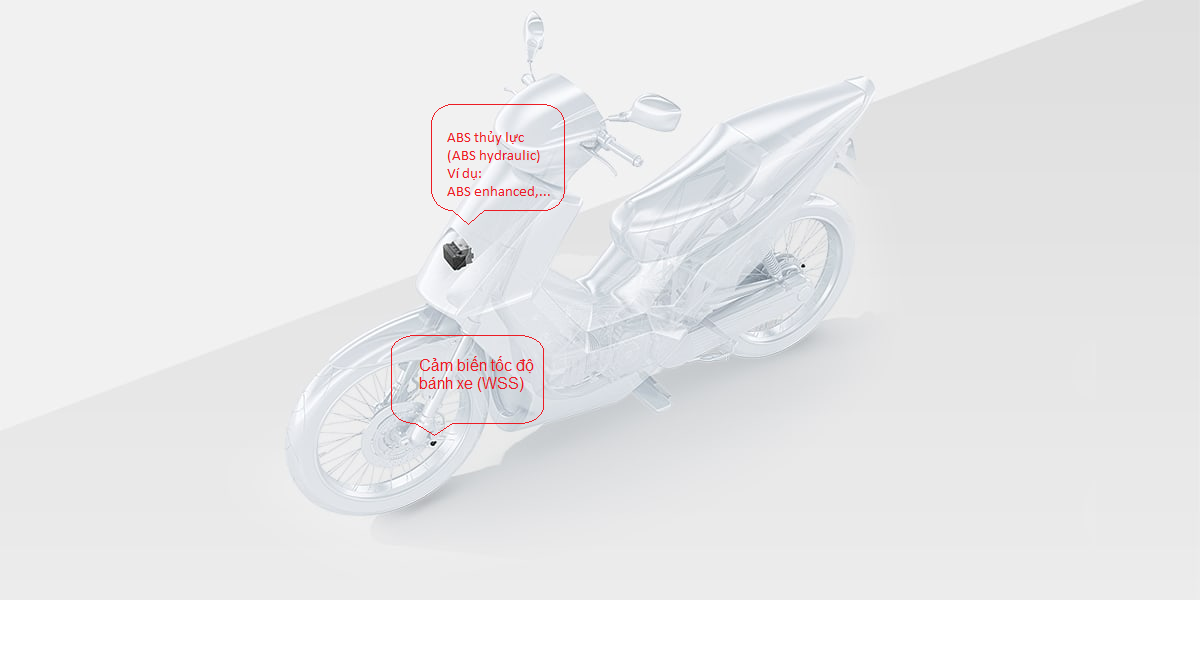 ABS thủy lực
(ABS hydraulic)
Ví dụ:
ABS enhanced,...
Cảm biến tốc độ
bánh xe (WSS)